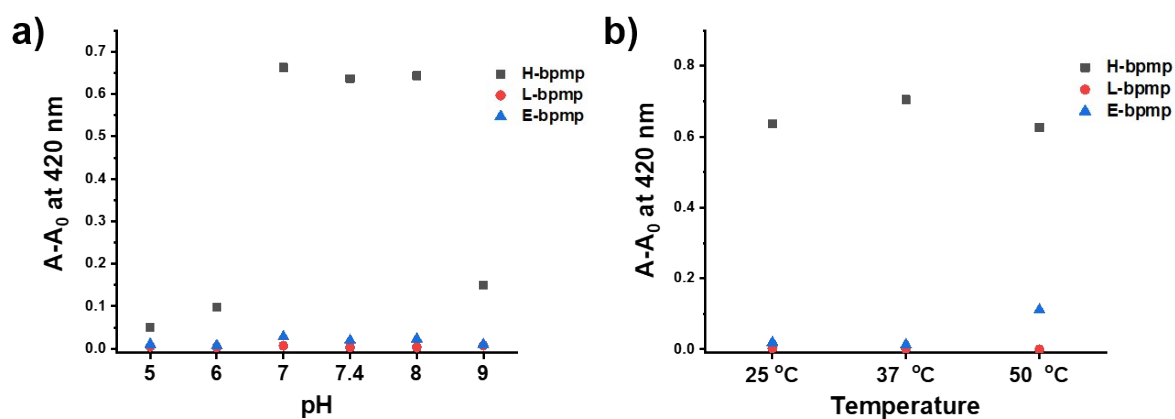 a)
A-A0 at 420 nm
0.7
0.6
0.5
0.4
0.3
0.2
0.1
0.0
5 6 7 7.4 8 9
pH
H-bpmp
L-bpmp
E-bpmp
b)
A-A0 at 420 nm
0.8
0.6
0.4
0.2
0.0
25 °C 37 °C 50 °C
Temperature
H-bpmp
L-bpmp
E-bpmp